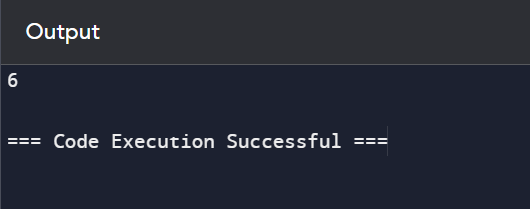 Output
6
=== Code Execution Successful ===